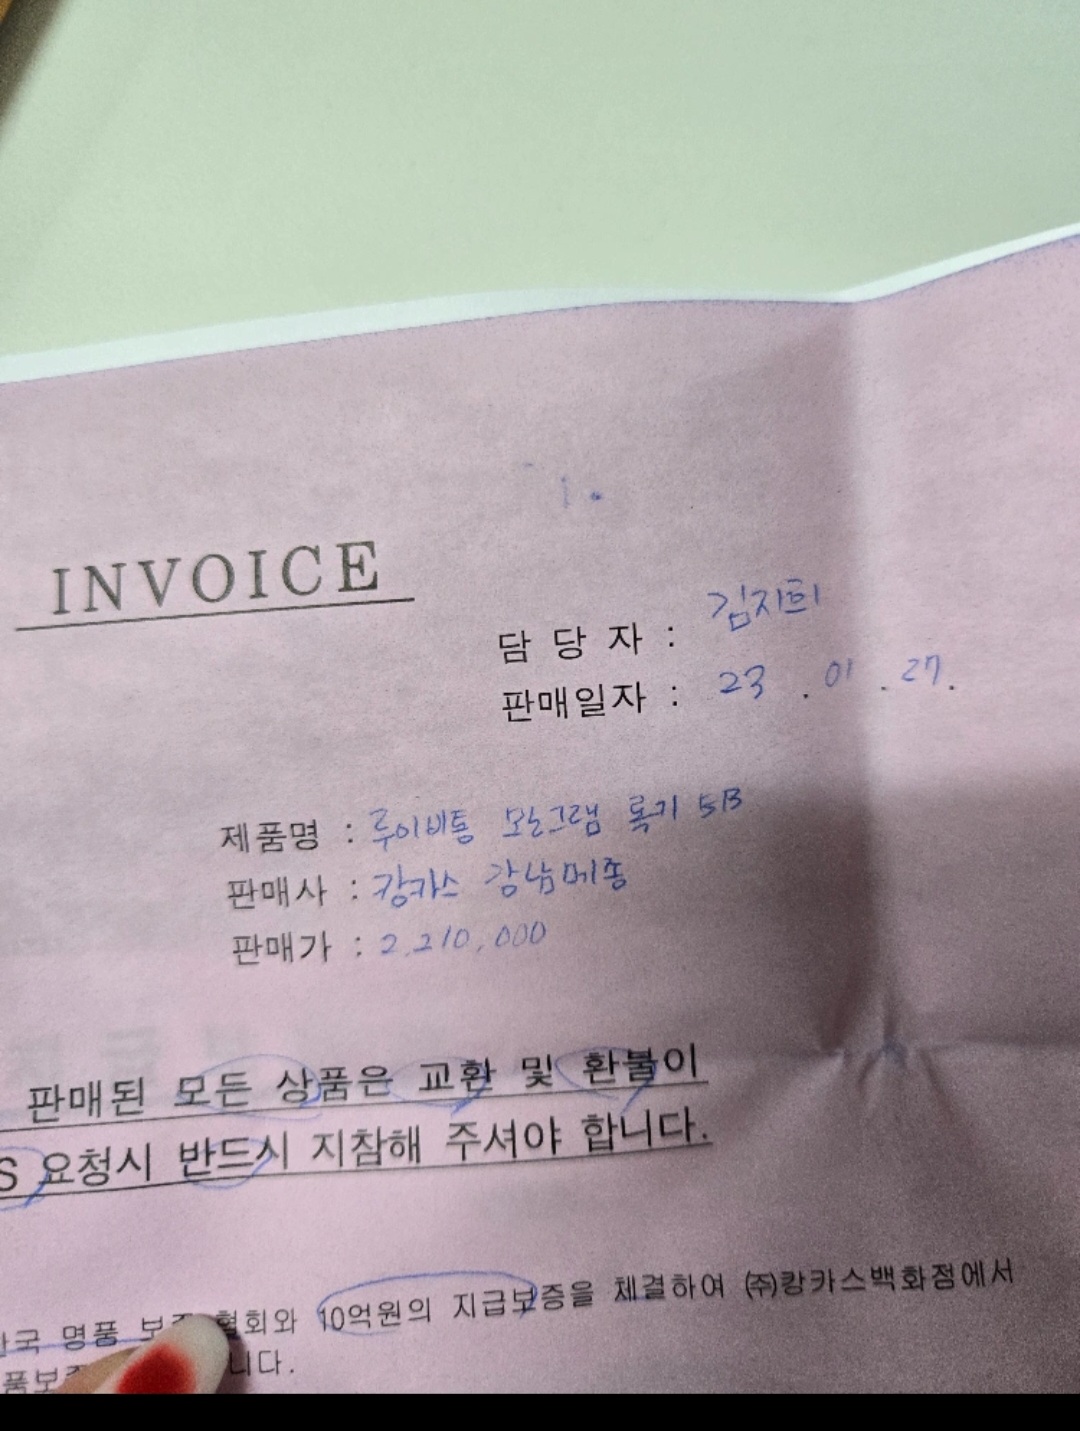 INVOICE
담 당 자 : 김지희
판매일자 : 23 . 01 . 27.
제품명 : 루이비통 모노그램 록키 BB
판매사 : 캉카스 강남메종
판매가 : 2,210,000
판매된 모든 상품은 교환 및 환불이
S 요청시 반드시 지참해 주셔야 합니다.
명품 협회와 10억원의 지급보증을 체결하여 ㈜캉카스백화점에서
니다.